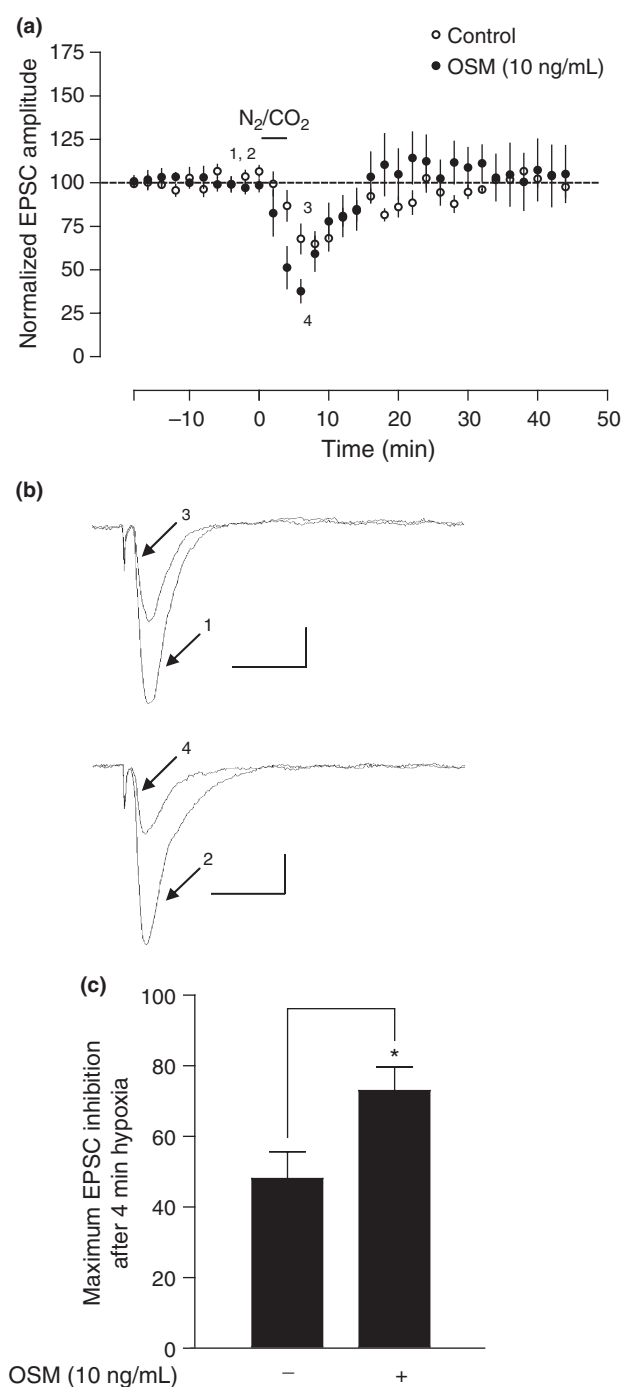 (a)
Control
OSM (10 ng/mL)
Normalized EPSC amplitude
175
150
125
100
75
50
25
0
N₂/CO₂
1, 2
3
4
–10
0
10
20
30
40
50
Time (min)
(b)
3
1
4
2
(c)
Maximum EPSC inhibition
after 4 min hypoxia
100
80
60
40
20
0
*
OSM (10 ng/mL)
–
+